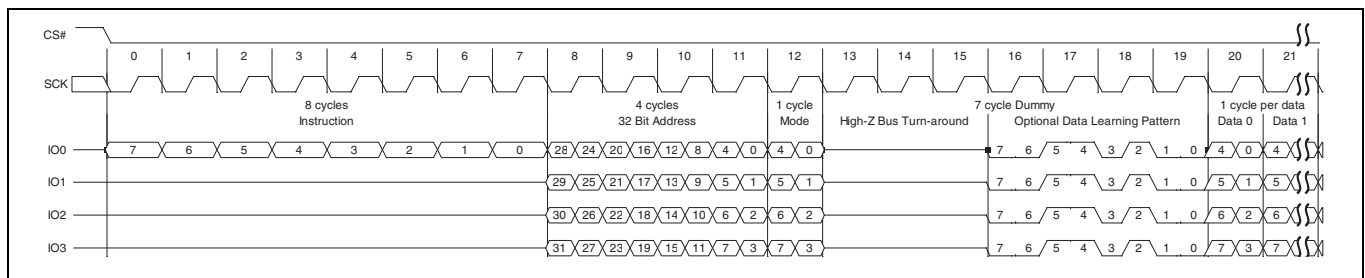 CS#
0 1 2 3 4 5 6 7 8 9 10 11 12 13 14 15 16 17 18 19 20 21
SCK
8 cycles 4 cycles 1 cycle 7 cycle Dummy 1 cycle per data
Instruction 32 Bit Address Mode High-Z Bus Turn-around Optional Data Learning Pattern Data 0 Data 1
IO0 7 6 5 4 3 2 1 0 28 24 20 16 12 8 4 0 4 0 7 6 5 4 3 2 1 0 4 0 4
IO1 29 25 21 17 13 9 5 1 5 1 7 6 5 4 3 2 1 0 5 1 5
IO2 30 26 22 18 14 10 6 2 6 2 7 6 5 4 3 2 1 0 6 2 6
IO3 31 27 23 19 15 11 7 3 7 3 7 6 5 4 3 2 1 0 7 3 7